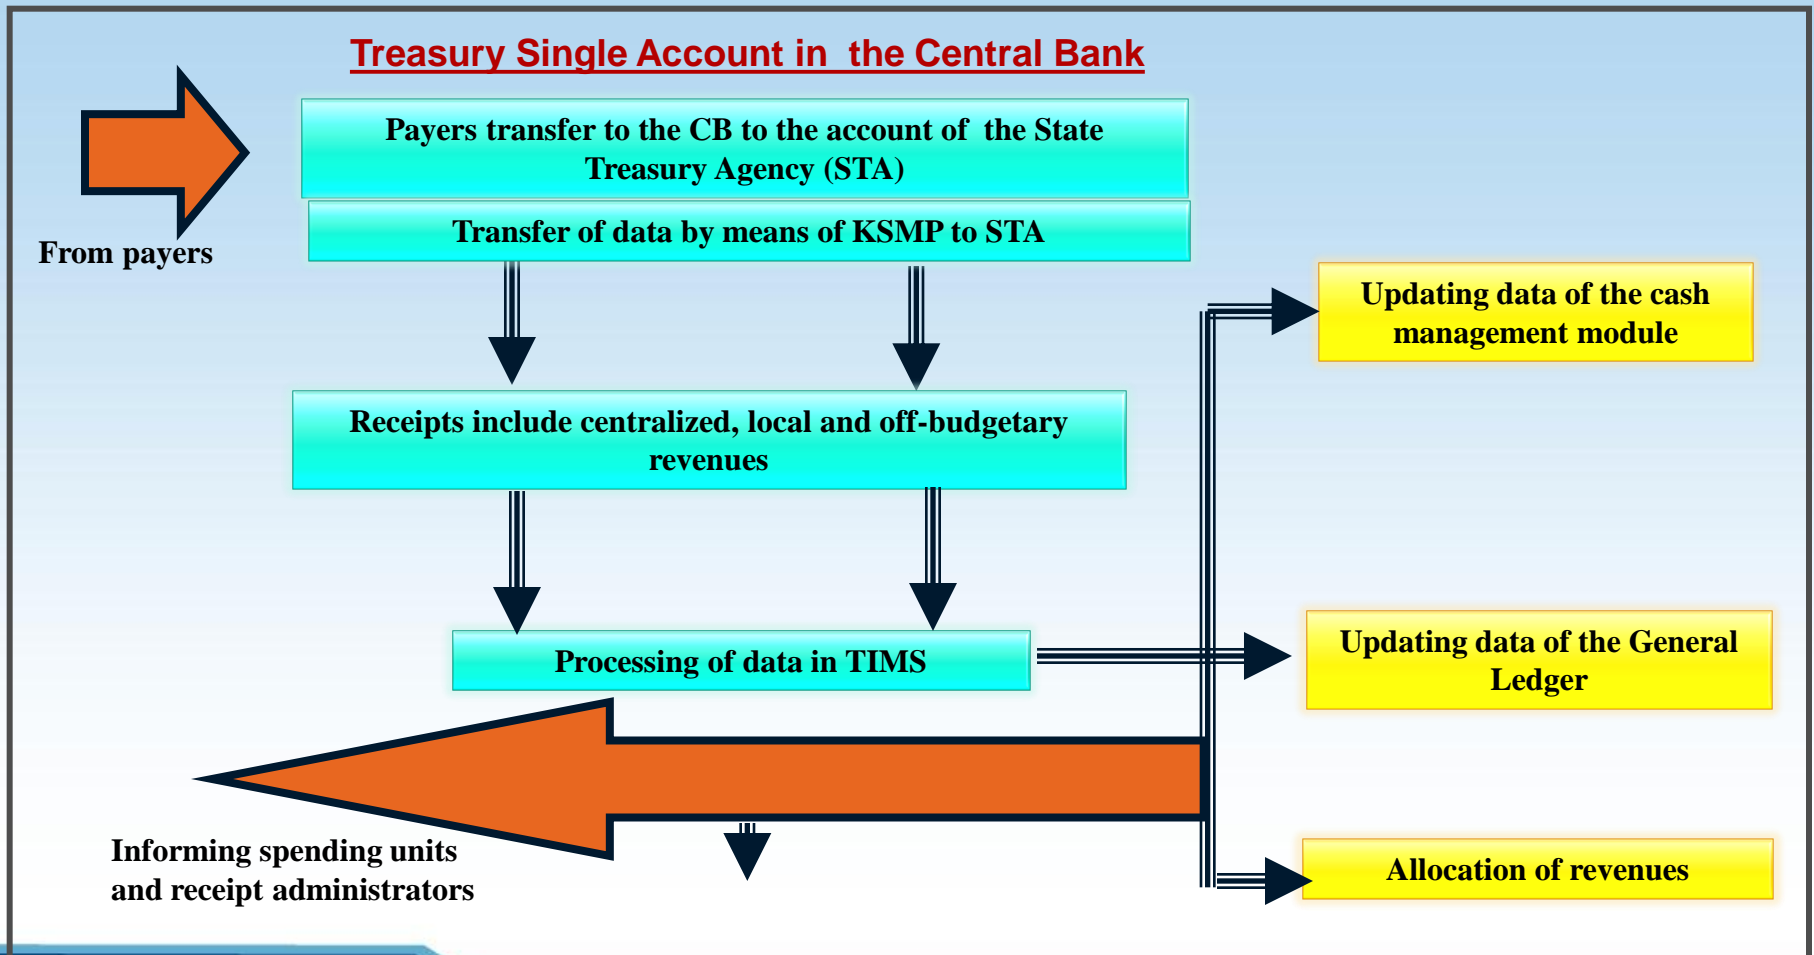 Treasury Single Account in the Central Bank
Payers transfer to the CB to the account of the State
Treasury Agency (STA)
Transfer of data by means of KSMP to STA
From payers
Updating data of the cash
management module
Receipts include centralized, local and off-budgetary
revenues
Processing of data in TIMS
Updating data of the General
Ledger
Informing spending units
and receipt administrators
Allocation of revenues